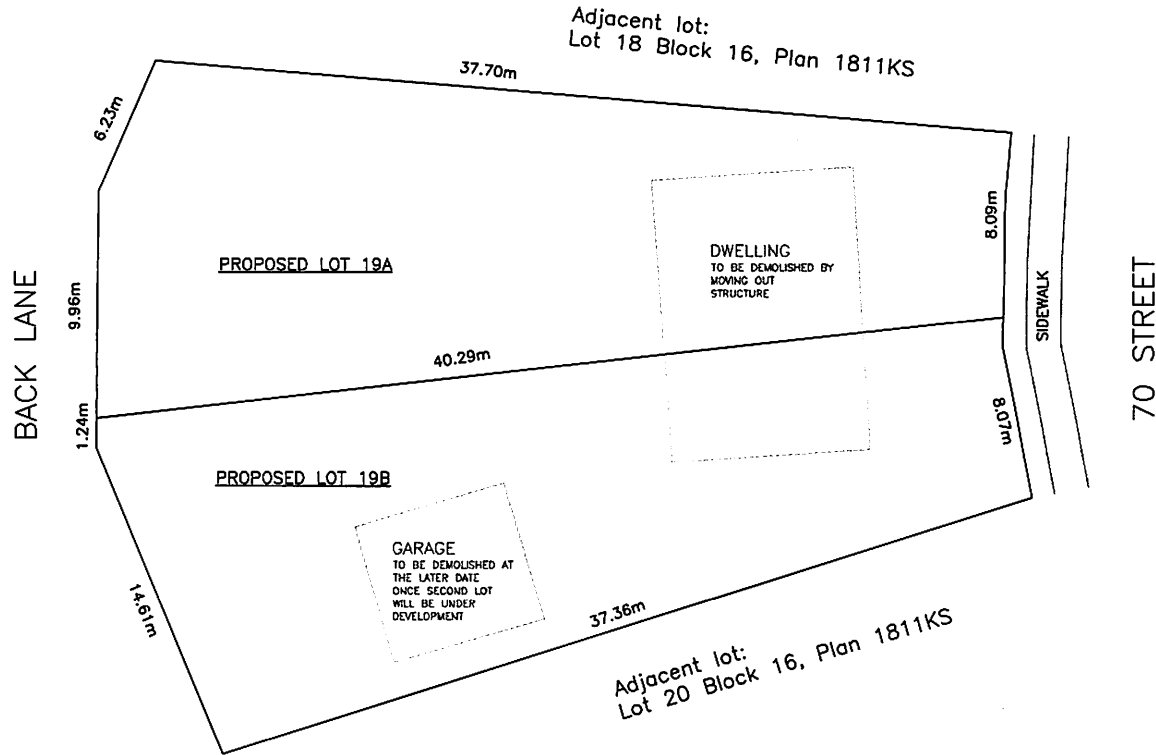 Adjacent lot:
Lot 18 Block 16, Plan 1811KS
37.70m
6.23m
8.09m
DWELLING
TO BE DEMOLISHED BY
MOVING OUT
STRUCTURE
PROPOSED LOT 19A
BACK LANE
9.96m
SIDEWALK
70 STREET
40.29m
1.24m
8.07m
PROPOSED LOT 19B
GARAGE
TO BE DEMOLISHED AT
THE LATER DATE
ONCE SECOND LOT
WILL BE UNDER
DEVELOPMENT
14.61m
37.36m
Adjacent lot:
Lot 20 Block 16, Plan 1811KS